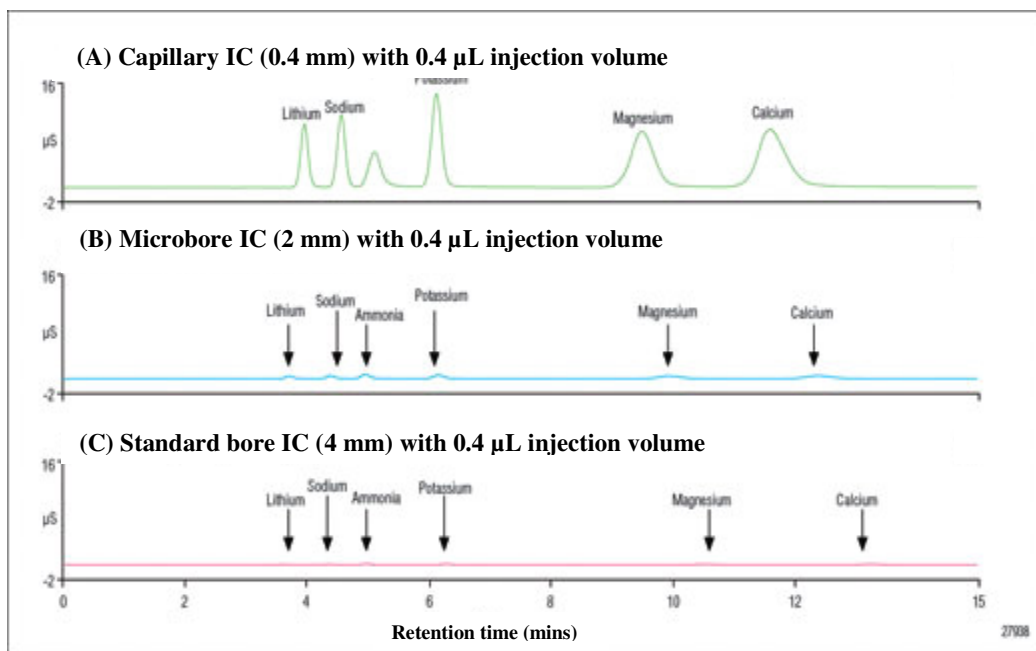 (A) Capillary IC (0.4 mm) with 0.4 µL injection volume
16
Potassium
Lithium
Sodium
Magnesium
Calcium
µS
-2
(B) Microbore IC (2 mm) with 0.4 µL injection volume
16
Lithium
Sodium
Ammonia
Potassium
Magnesium
Calcium
µS
-2
(C) Standard bore IC (4 mm) with 0.4 µL injection volume
16
Lithium
Sodium
Ammonia
Potassium
Magnesium
Calcium
µS
-2
0 2 4 6 8 10 12 15
Retention time (mins)
27938